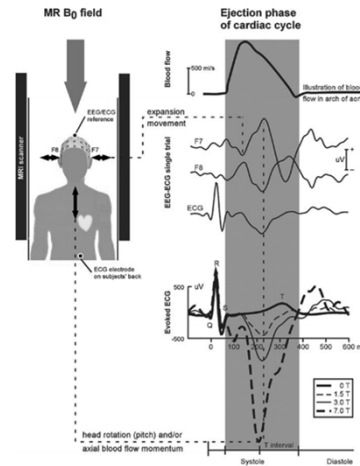 MR B0 field
Ejection phase
of cardiac cycle
Blood flow
500 ml/s
Illustration of
flow in arch of
EEG/ECG
reference
expansion
movement
MRI scanner
F8
F7
EEG-ECG single trial
F7
F8
ECG
uV
+
-
ECG electrode
on subjects' back
Evoked ECG
500
uV
0
-500
R
Q
S
T
0
100
200
300
400
500
600
0 T
1.5 T
3.0 T
7.0 T
head rotation (pitch) and/or
axial blood flow momentum
T interval
Systole
Diastole